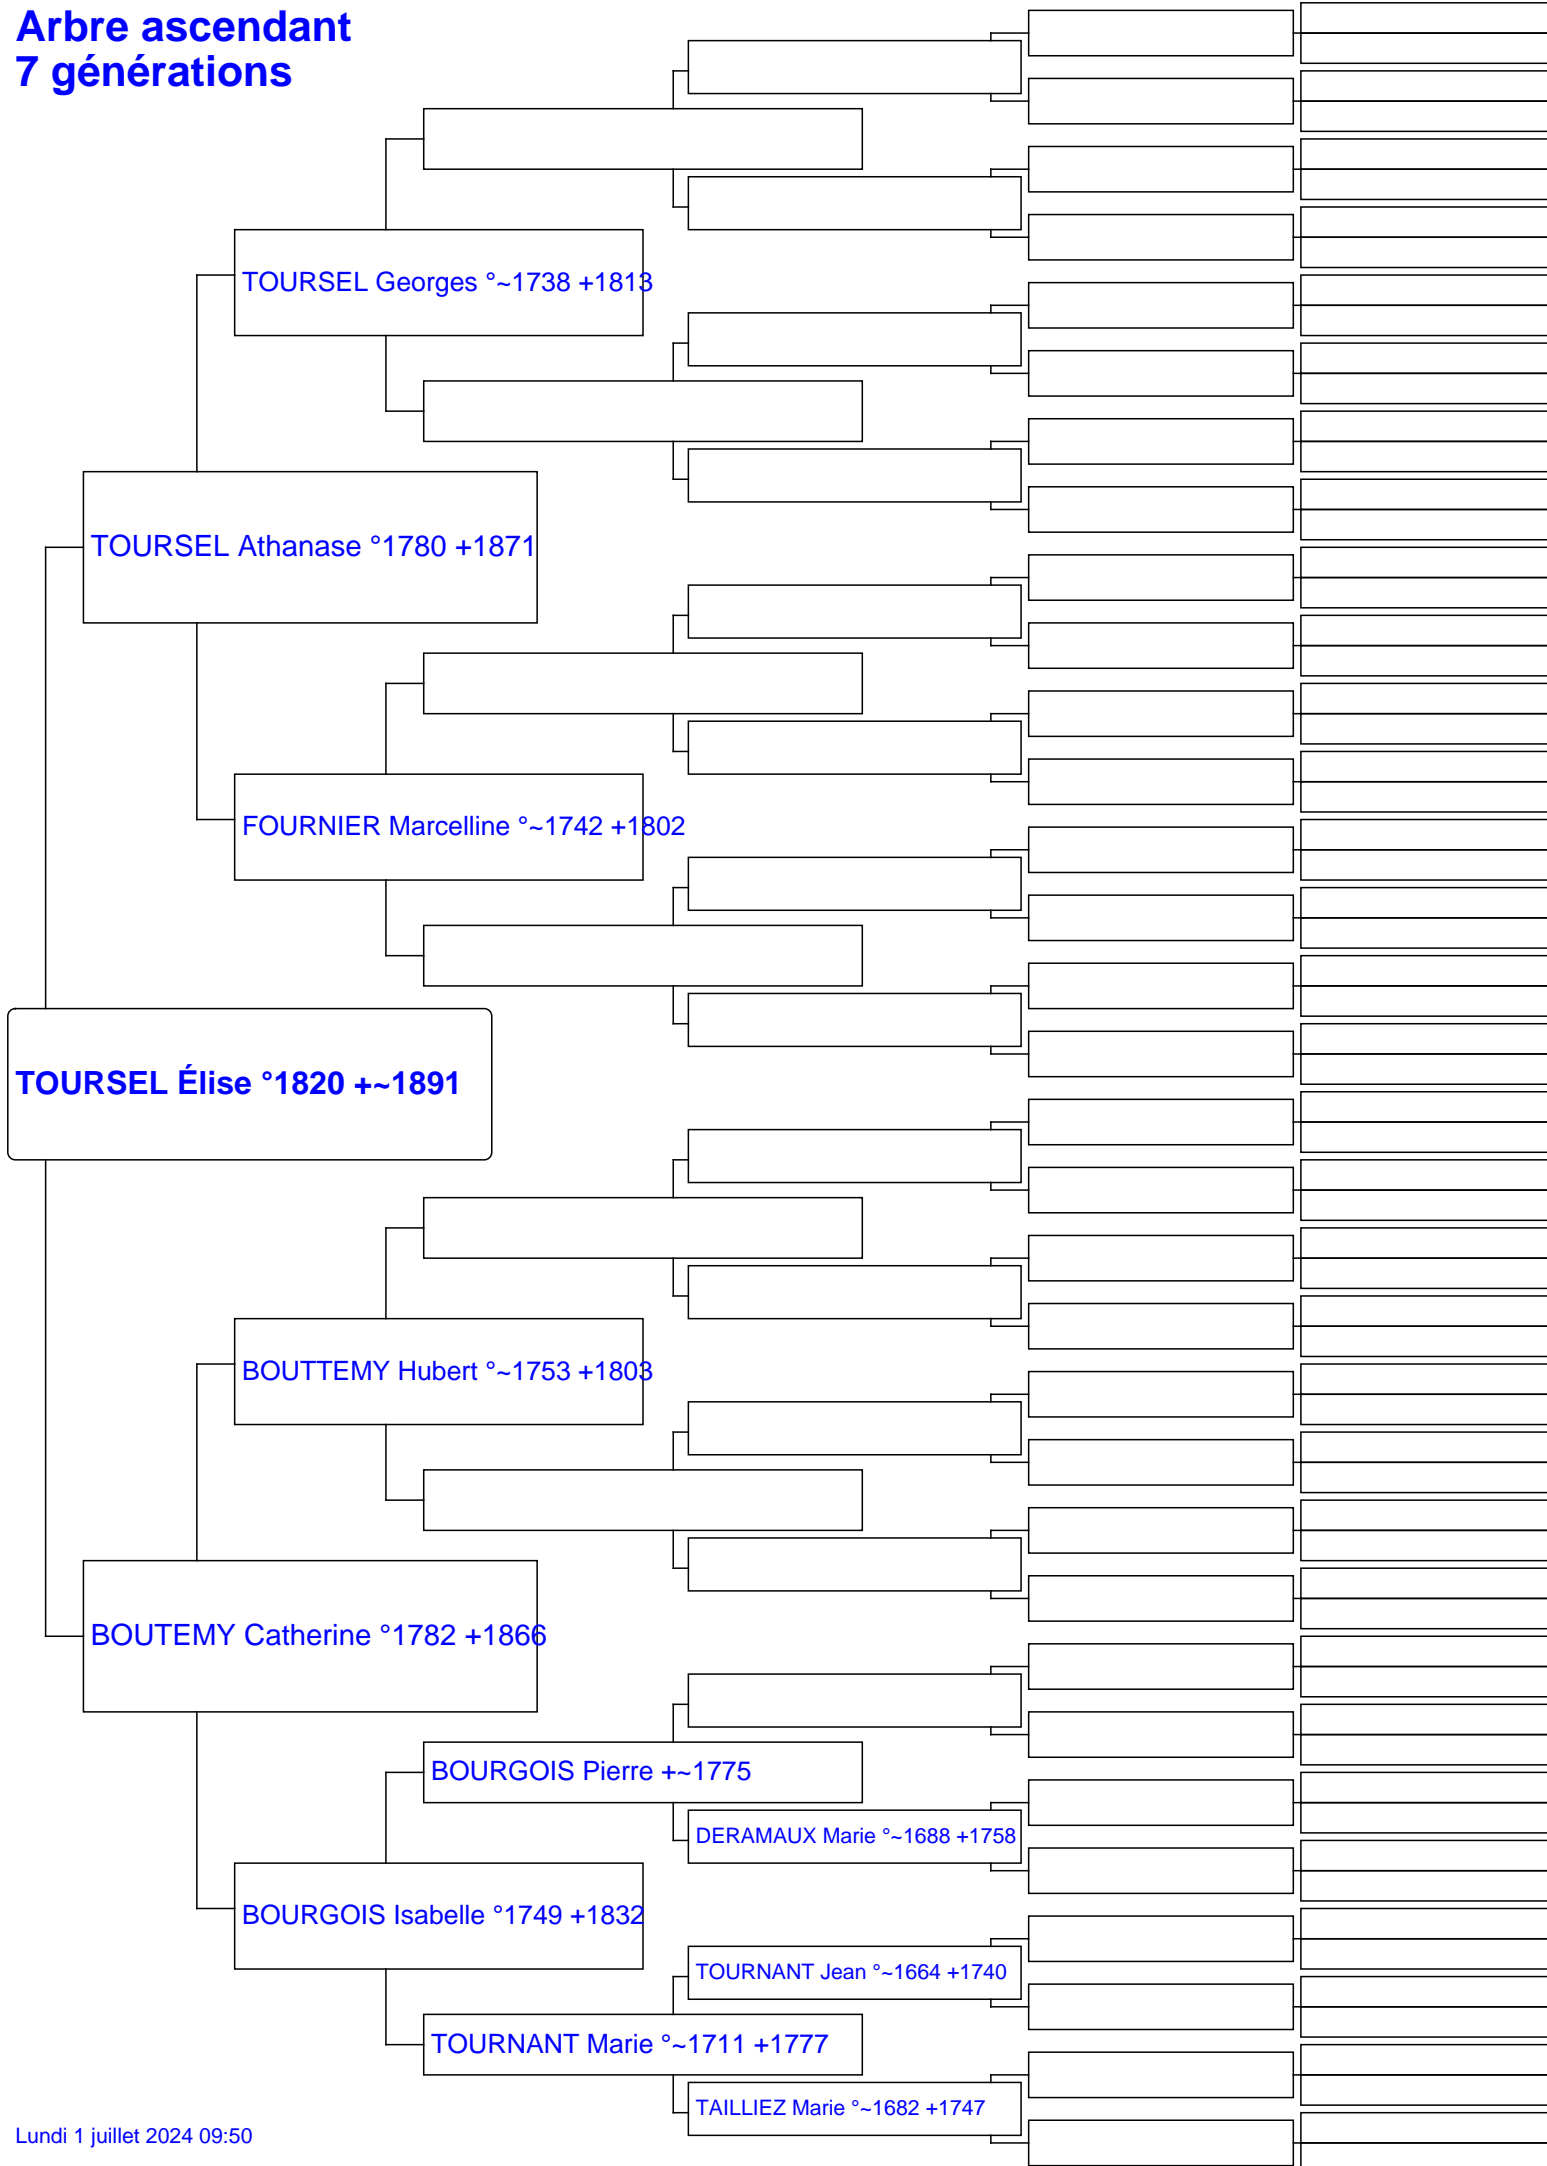 Arbre ascendant
7 générations
TOURSEL Georges °~1738 +1813
TOURSEL Athanase °1780 +1871
FOURNIER Marcelline °~1742 +1802
TOURSEL Élise °1820 +~1891
BOUTTEMY Hubert °~1753 +1803
BOUTEMY Catherine °1782 +1866
BOURGOIS Pierre +~1775
DERAMAUX Marie °~1688 +1758
BOURGOIS Isabelle °1749 +1832
TOURNANT Jean °~1664 +1740
TOURNANT Marie °~1711 +1777
TAILLIEZ Marie °~1682 +1747
Lundi 1 juillet 2024 09:50